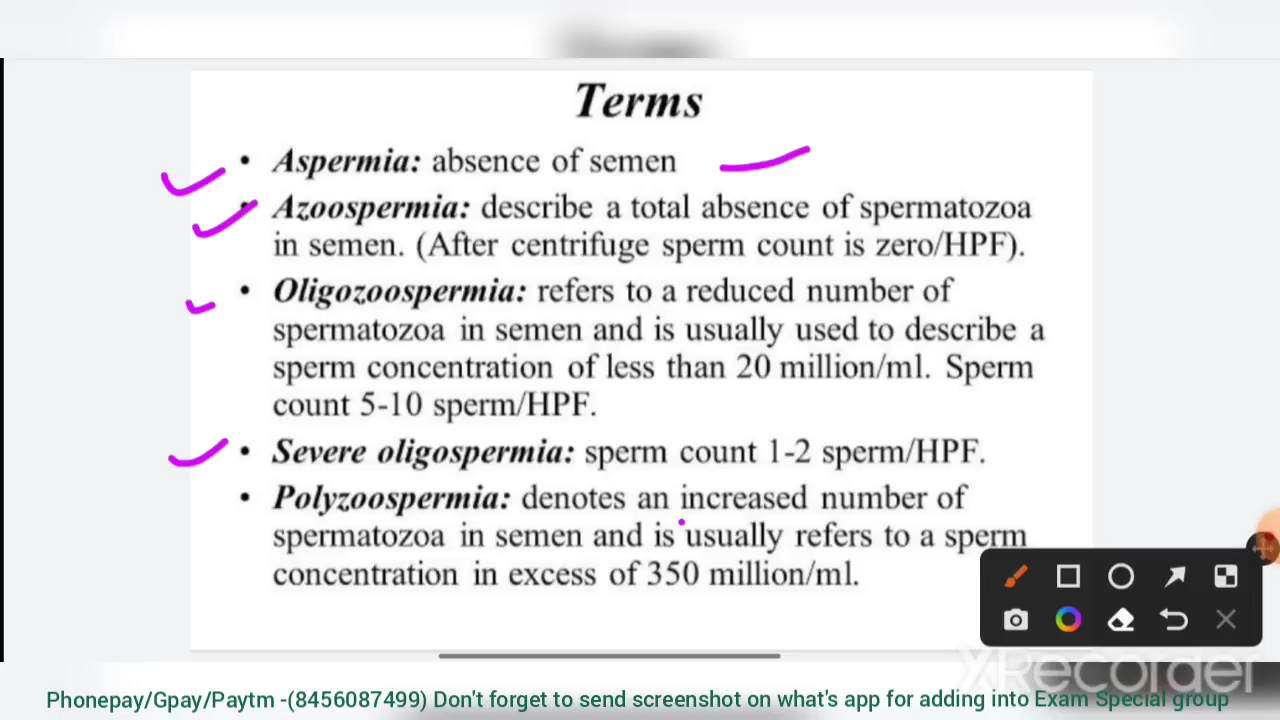 Terms
• Aspermia: absence of semen
• Azoospermia: describe a total absence of spermatozoa
in semen. (After centrifuge sperm count is zero/HPF).
• Oligozoospermia: refers to a reduced number of
spermatozoa in semen and is usually used to describe a
sperm concentration of less than 20 million/ml. Sperm
count 5-10 sperm/HPF.
• Severe oligospermia: sperm count 1-2 sperm/HPF.
• Polyzoospermia: denotes an increased number of
spermatozoa in semen and is usually refers to a sperm
concentration in excess of 350 million/ml.
XRecorder
Phonepay/Gpay/Paytm -(8456087499) Don't forget to send screenshot on what's app for adding into Exam Special group